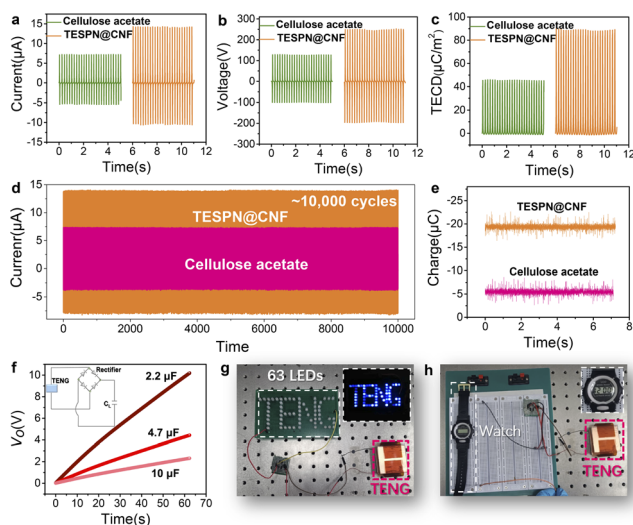 a
Cellulose acetate
TESPN@CNF
Current(μA)
15
10
5
0
-5
-10
-15
0 2 4 6 8 10 12
Time(s)
b
Cellulose acetate
TESPN@CNF
Voltage(V)
300
200
100
0
-100
-200
-300
0 2 4 6 8 10 12
Time(s)
c
Cellulose acetate
TESPN@CNF
TECD(μC/m²)
120
80
40
0
0 2 4 6 8 10 12
Time(s)
d
Currenr(μA)
15
10
5
0
-5
~10,000 cycles
TESPN@CNF
Cellulose acetate
0 2000 4000 6000 8000 10000
Time
e
Charge(μC)
-25
-20
-15
-10
-5
0
TESPN@CNF
Cellulose acetate
0 2 4 6 8
Time(s)
f
VO(V)
10
8
6
4
2
0
TENG
Rectifier
CL
2.2 μF
4.7 μF
10 μF
0 10 20 30 40 50 60 70
Time(s)
g
63 LEDs
TENG
TENG
TENG
h
Watch
TENG